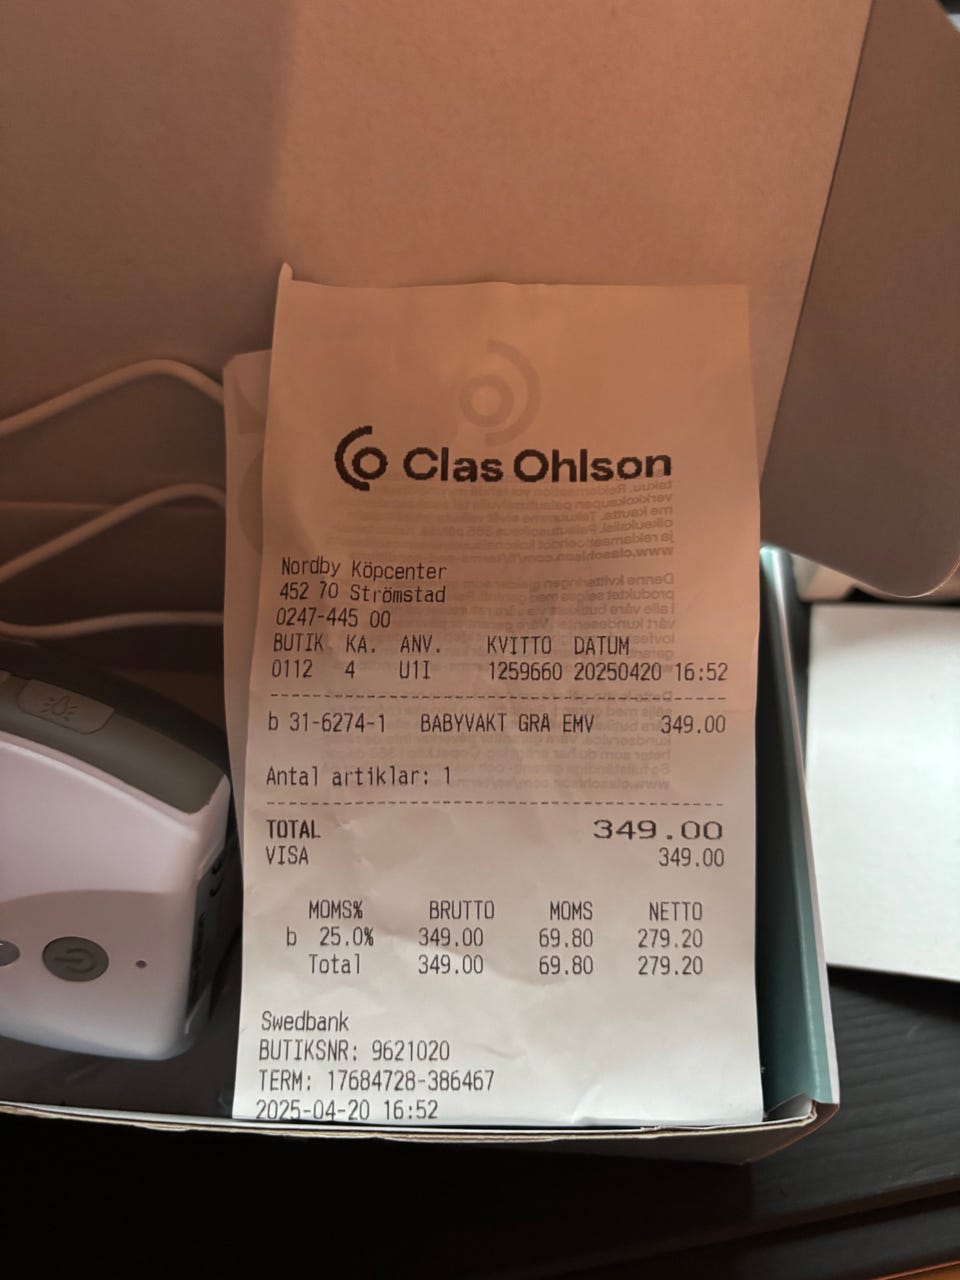 Clas Ohlson
Nordby Köpcenter
452 70 Strömstad
0247-445 00
BUTIK KA. ANV. KVITTO DATUM
0112 4 U1I 1259660 20250420 16:52
b 31-6274-1 BABYVAKT GRÅ EMV 349.00
Antal artiklar: 1
TOTAL 349.00
VISA 349.00
MOMS% BRUTTO MOMS NETTO
b 25.0% 349.00 69.80 279.20
Total 349.00 69.80 279.20
Swedbank
BUTIKSNR: 9621020
TERM: 17684728-386467
2025-04-20 16:52